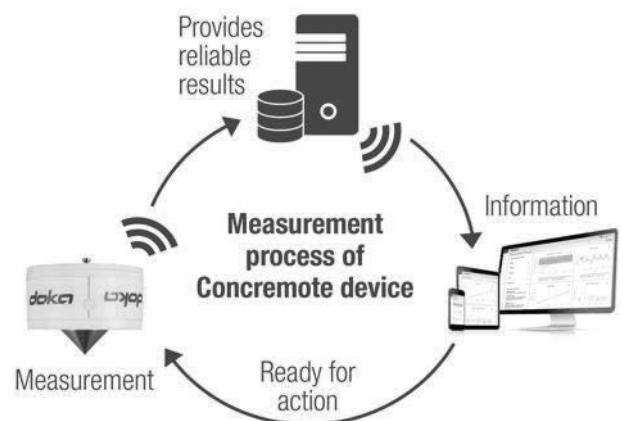 Provides
reliable
results
Measurement
process of
Concremote device
Information
doka
doka
Measurement
Ready for
action